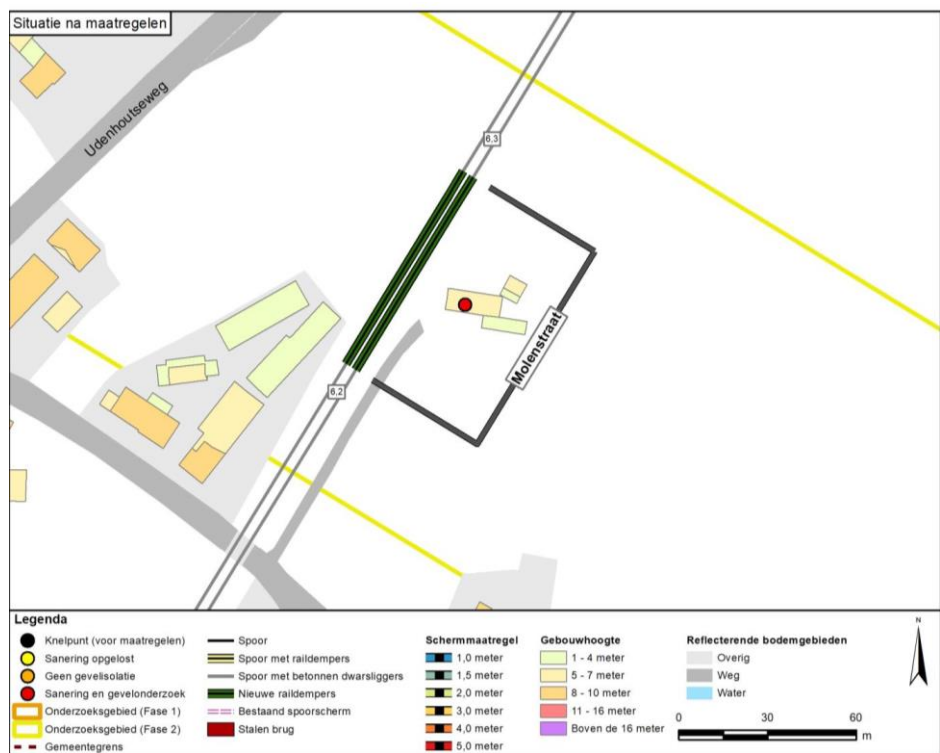 Situatie na maatregelen
Udenhoutseweg
6,3
Molenstraat
6,2
Legenda
Knelpunt (voor maatregelen)
Sanering opgelost
Geen gevelisolatie
Sanering en gevelonderzoek
Onderzoeksgebied (Fase 1)
Onderzoeksgebied (Fase 2)
Gemeentegrens
Spoor
Spoor met raildempers
Spoor met betonnen dwarsliggers
Nieuwe raildempers
Bestaand spoorscherm
Stalen brug
Schermmaatregel
1,0 meter
1,5 meter
2,0 meter
3,0 meter
4,0 meter
5,0 meter
Gebouwhoogte
1 - 4 meter
5 - 7 meter
8 - 10 meter
11 - 16 meter
Boven de 16 meter
Reflecterende bodemgebieden
Overig
Weg
Water
N
0 30 60
m